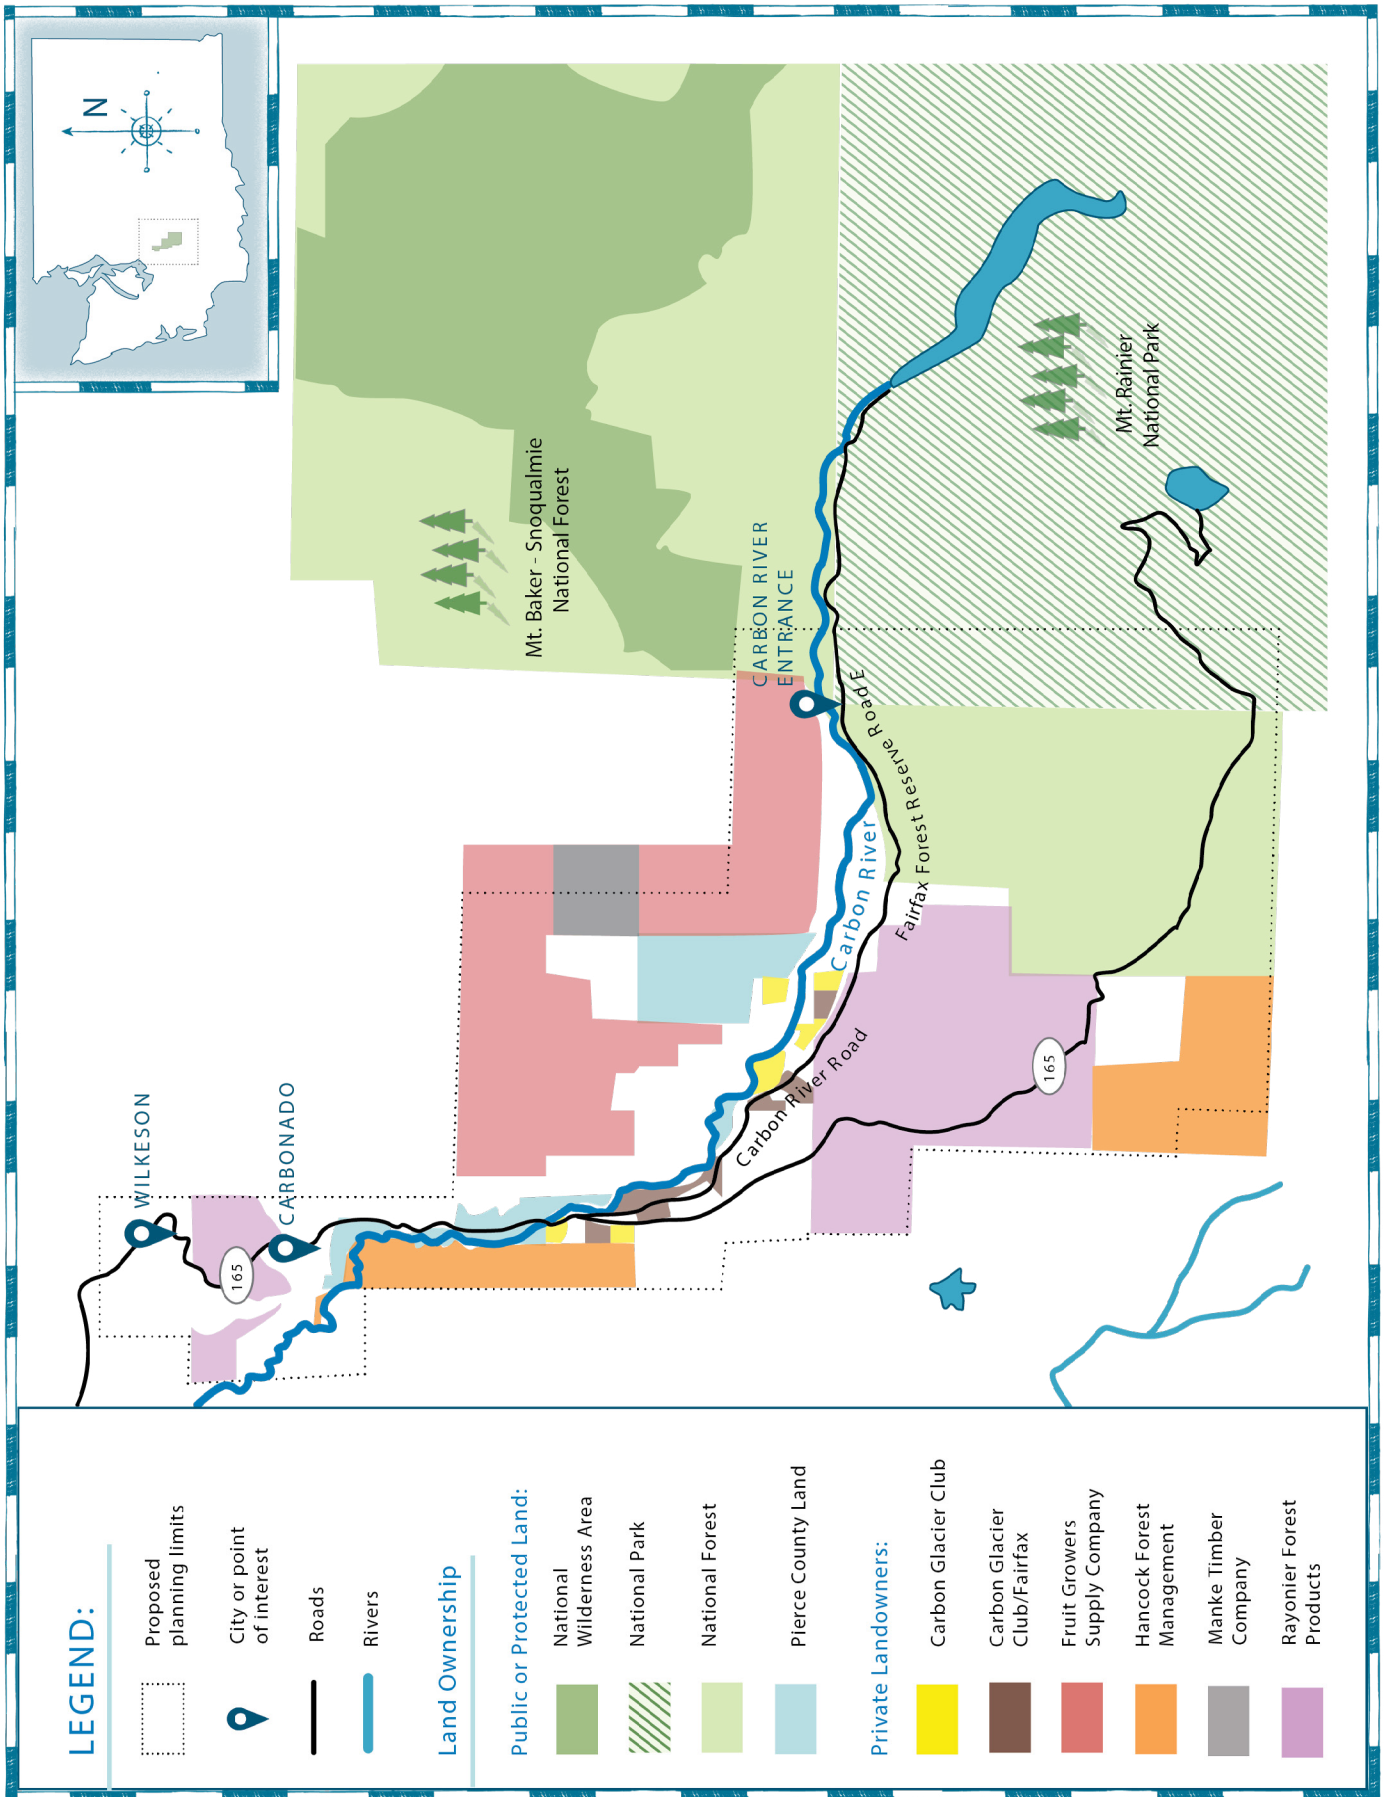 N
WILKESON
CARBONADO
165
Mt. Baker - Snoqualmie
National Forest
CARBON RIVER
ENTRANCE
Carbon River
Fairfax Forest Reserve Road E
Carbon River Road
165
Mt. Rainier
National Park
LEGEND:
Proposed
planning limits
City or point
of interest
Roads
Rivers
Land Ownership
Public or Protected Land:
National
Wilderness Area
National Park
National Forest
Pierce County Land
Private Landowners:
Carbon Glacier Club
Carbon Glacier
Club/Fairfax
Fruit Growers
Supply Company
Hancock Forest
Management
Manke Timber
Company
Rayonier Forest
Products